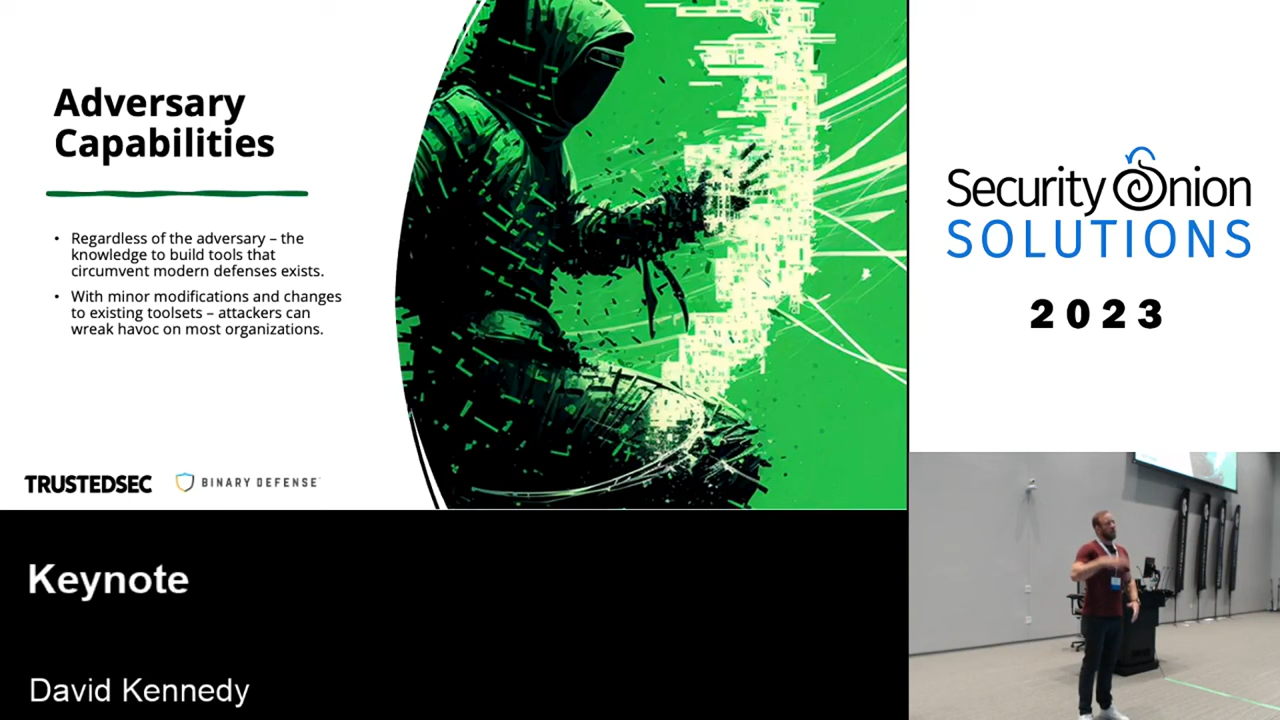 Adversary
Capabilities
• Regardless of the adversary – the
knowledge to build tools that
circumvent modern defenses exists.
• With minor modifications and changes
to existing toolsets – attackers can
wreak havoc on most organizations.
TRUSTEDSEC
BINARY DEFENSE
Security Onion
SOLUTIONS
2023
Keynote
David Kennedy